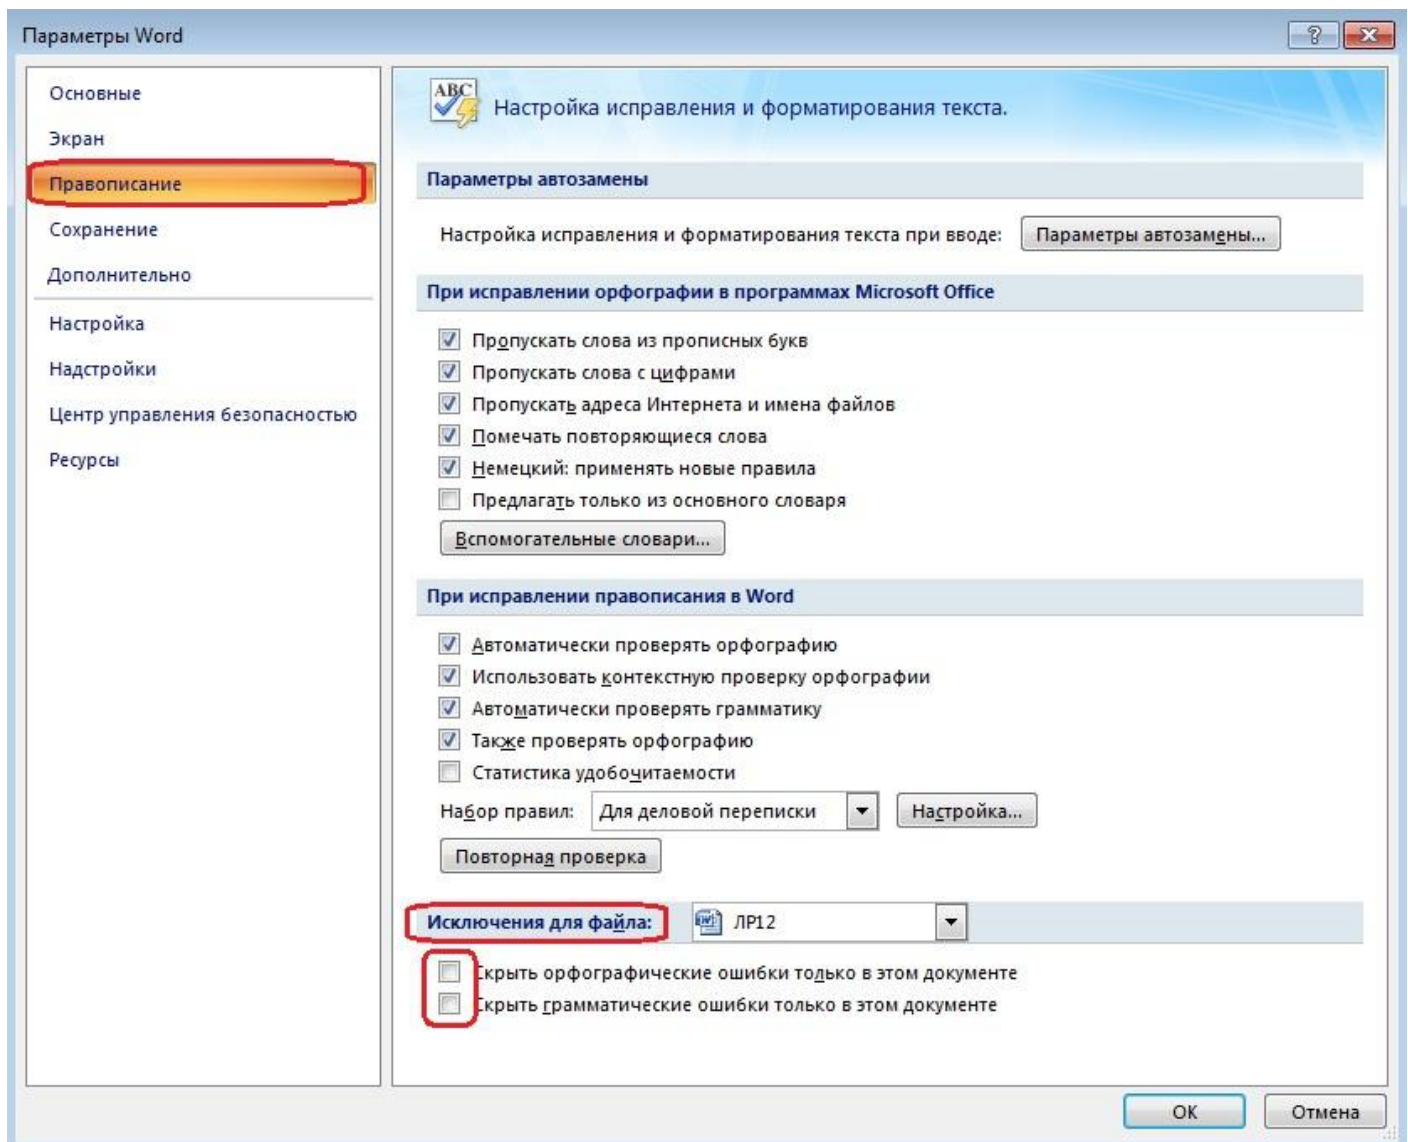 Параметры Word
Основные
Экран
Правописание
Сохранение
Дополнительно
Настройка
Надстройки
Центр управления безопасностью
Ресурсы
ABC
Настройка исправления и форматирования текста.
Параметры автозамены
Настройка исправления и форматирования текста при вводе: Параметры автозамены...
При исправлении орфографии в программах Microsoft Office
Пропускать слова из прописных букв
Пропускать слова с цифрами
Пропускать адреса Интернета и имена файлов
Помечать повторяющиеся слова
Немецкий: применять новые правила
Предлагать только из основного словаря
Вспомогательные словари...
При исправлении правописания в Word
Автоматически проверять орфографию
Использовать контекстную проверку орфографии
Автоматически проверять грамматику
Также проверять орфографию
Статистика удобочитаемости
Набор правил: Для деловой переписки Настройка...
Повторная проверка
Исключения для файла: ЛР12
Скрыть орфографические ошибки только в этом документе
Скрыть грамматические ошибки только в этом документе
ОК Отмена